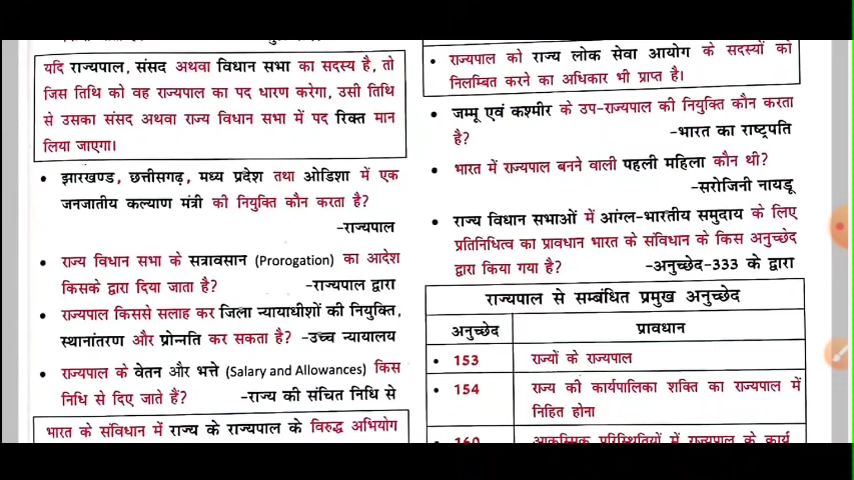 यदि राज्यपाल, संसद अथवा विधान सभा का सदस्य है, तो
जिस तिथि को वह राज्यपाल का पद धारण करेगा, उसी तिथि
से उसका संसद अथवा राज्य विधान सभा में पद रिक्त मान
लिया जाएगा।
• झारखण्ड, छत्तीसगढ़, मध्य प्रदेश तथा ओडिशा में एक
जनजातीय कल्याण मंत्री की नियुक्ति कौन करता है?
-राज्यपाल
• राज्य विधान सभा के सत्रावसान (Prorogation) का आदेश
किसके द्वारा दिया जाता है? -राज्यपाल द्वारा
• राज्यपाल किससे सलाह कर जिला न्यायाधीशों की नियुक्ति,
स्थानांतरण और प्रोन्नति कर सकता है? -उच्च न्यायालय
• राज्यपाल के वेतन और भत्ते (Salary and Allowances) किस
निधि से दिए जाते हैं? -राज्य की संचित निधि से
भारत के संविधान में राज्य के राज्यपाल के विरुद्ध अभियोग
• राज्यपाल को राज्य लोक सेवा आयोग के सदस्यों को
निलम्बित करने का अधिकार भी प्राप्त है।
• जम्मू एवं कश्मीर के उप-राज्यपाल की नियुक्ति कौन करता
है? -भारत का राष्ट्रपति
• भारत में राज्यपाल बनने वाली पहली महिला कौन थी?
-सरोजिनी नायडू
• राज्य विधान सभाओं में आंग्ल-भारतीय समुदाय के लिए
प्रतिनिधित्व का प्रावधान भारत के संविधान के किस अनुच्छेद
द्वारा किया गया है? -अनुच्छेद-333 के द्वारा
राज्यपाल से सम्बंधित प्रमुख अनुच्छेद
अनुच्छेद प्रावधान
• 153 राज्यों के राज्यपाल
• 154 राज्य की कार्यपालिका शक्ति का राज्यपाल में
निहित होना
• 160 आकस्मिक परिस्थितियों में राज्यपाल के कार्य